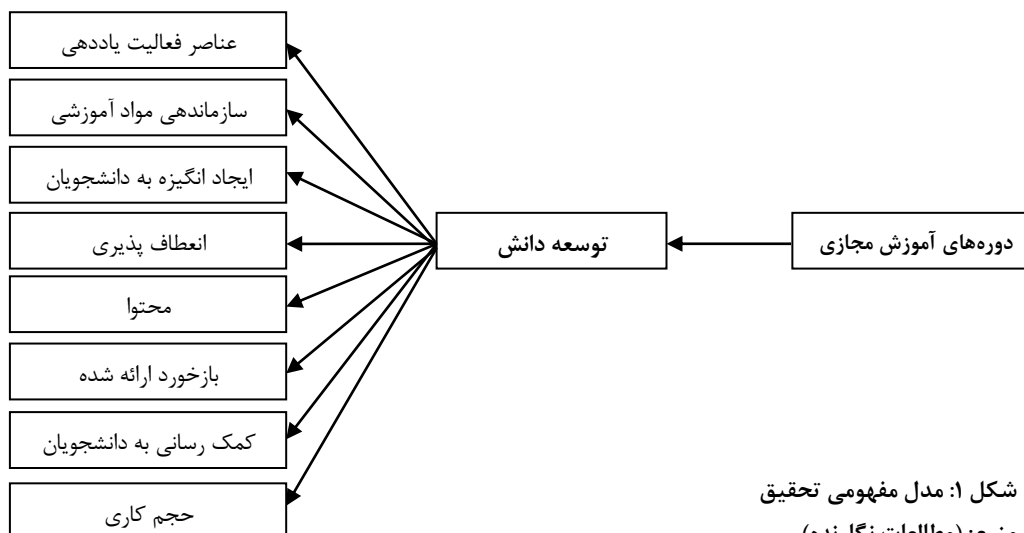 عناصر فعالیت یاددهی
سازماندهی مواد آموزشی
ایجاد انگیزه به دانشجویان
انعطاف پذیری
توسعه دانش
دوره‌های آموزش مجازی
محتوا
بازخورد ارائه شده
کمک رسانی به دانشجویان
حجم کاری
شکل ۱: مدل مفهومی تحقیق